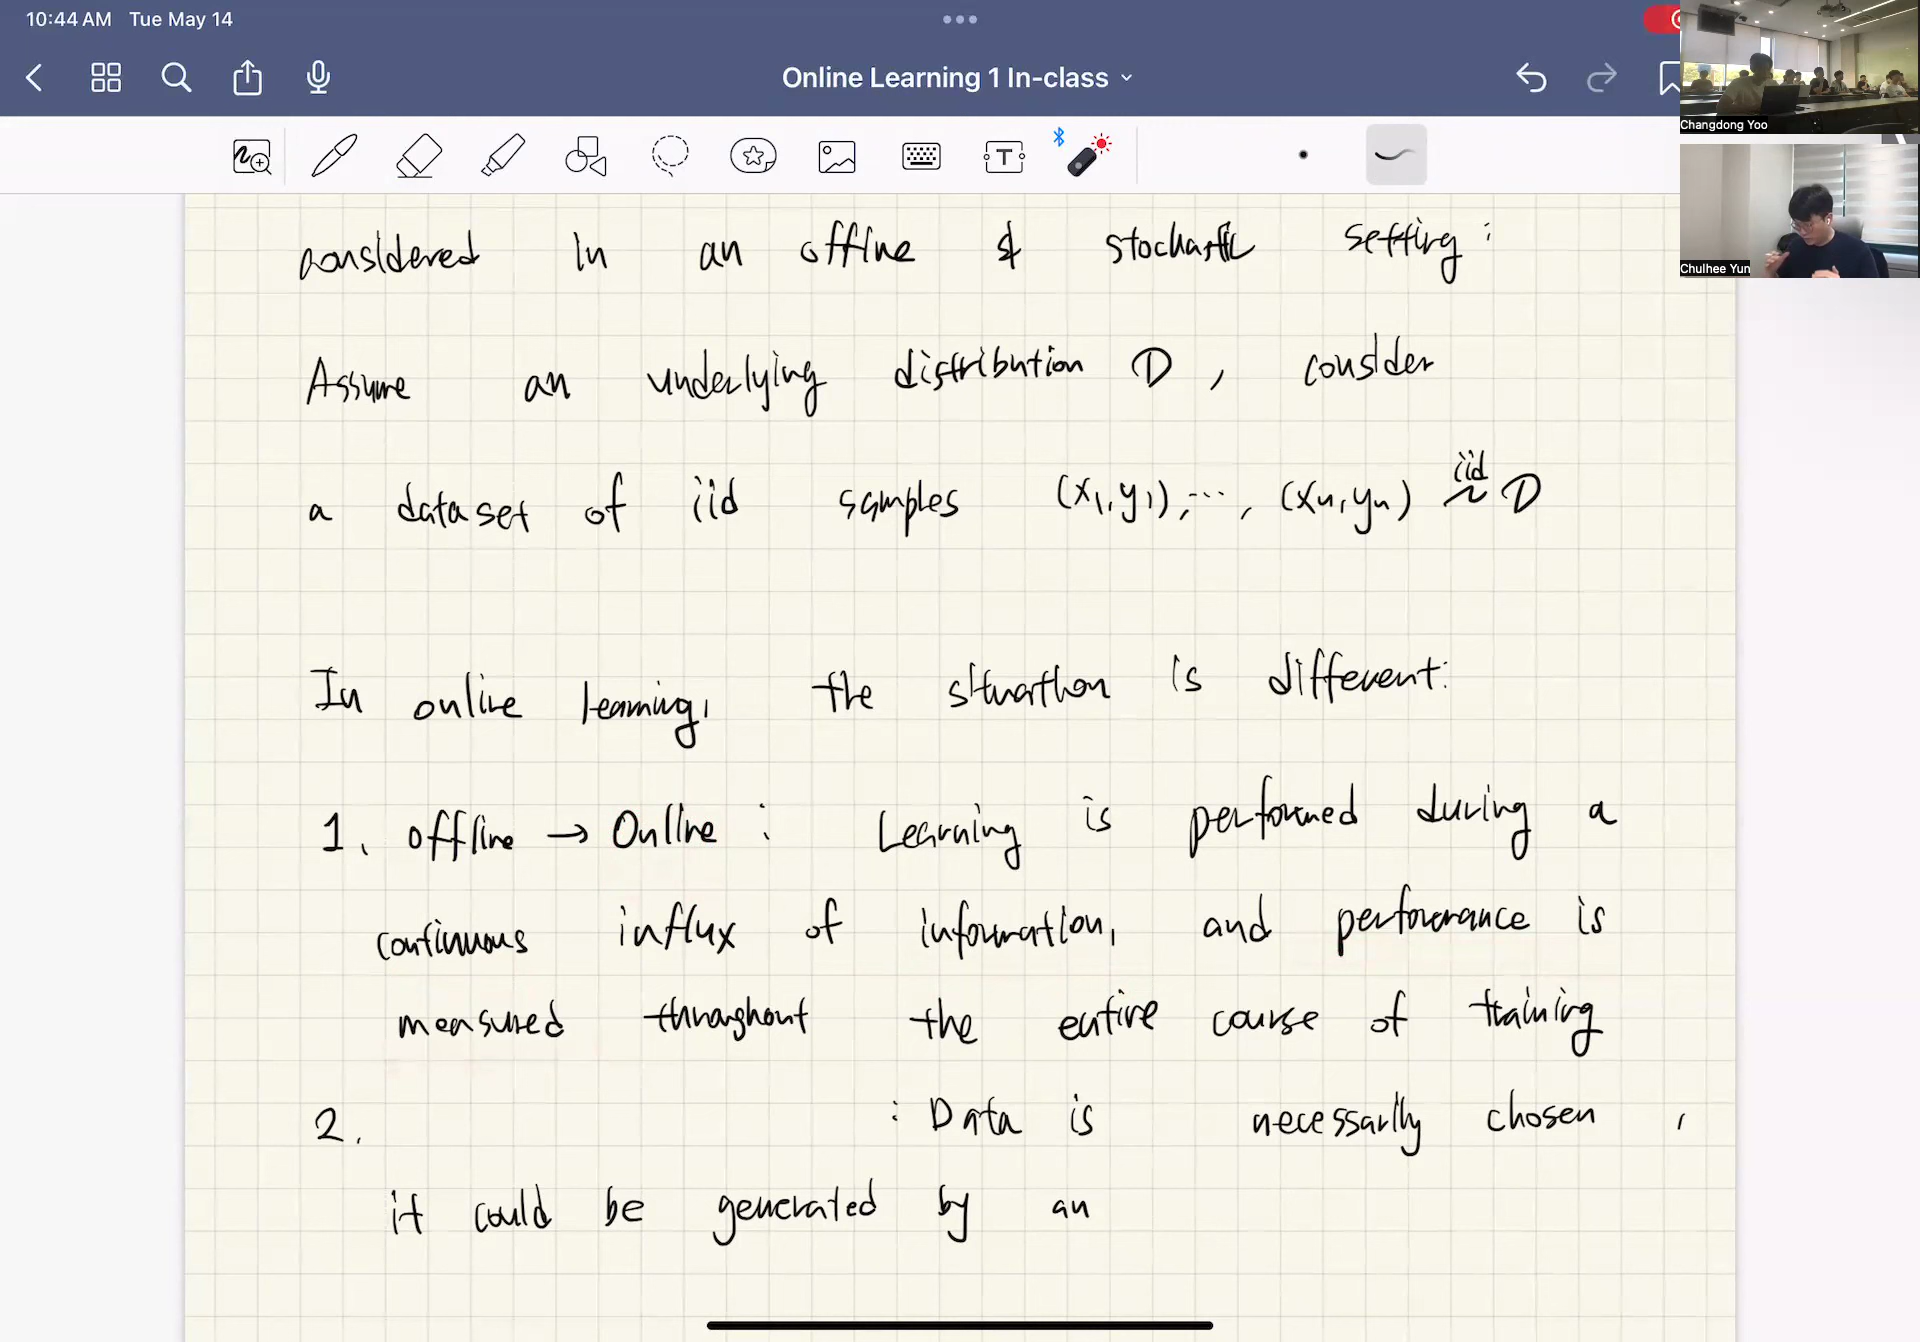 10:44 AM Tue May 14
Online Learning 1 In-class
Changdong Yoo
Chulhee Yun
considered in an offline & stochastic setting:
Assume an underlying distribution D, consider
a dataset of iid samples (x1,y1), ..., (xn,yn) iid ~ D
In online learning, the situation is different:
1. Offline → Online : Learning is performed during a
continuous influx of information, and performance is
measured throughout the entire course of training
2. : Data is necessarily chosen ,
it could be generated by an